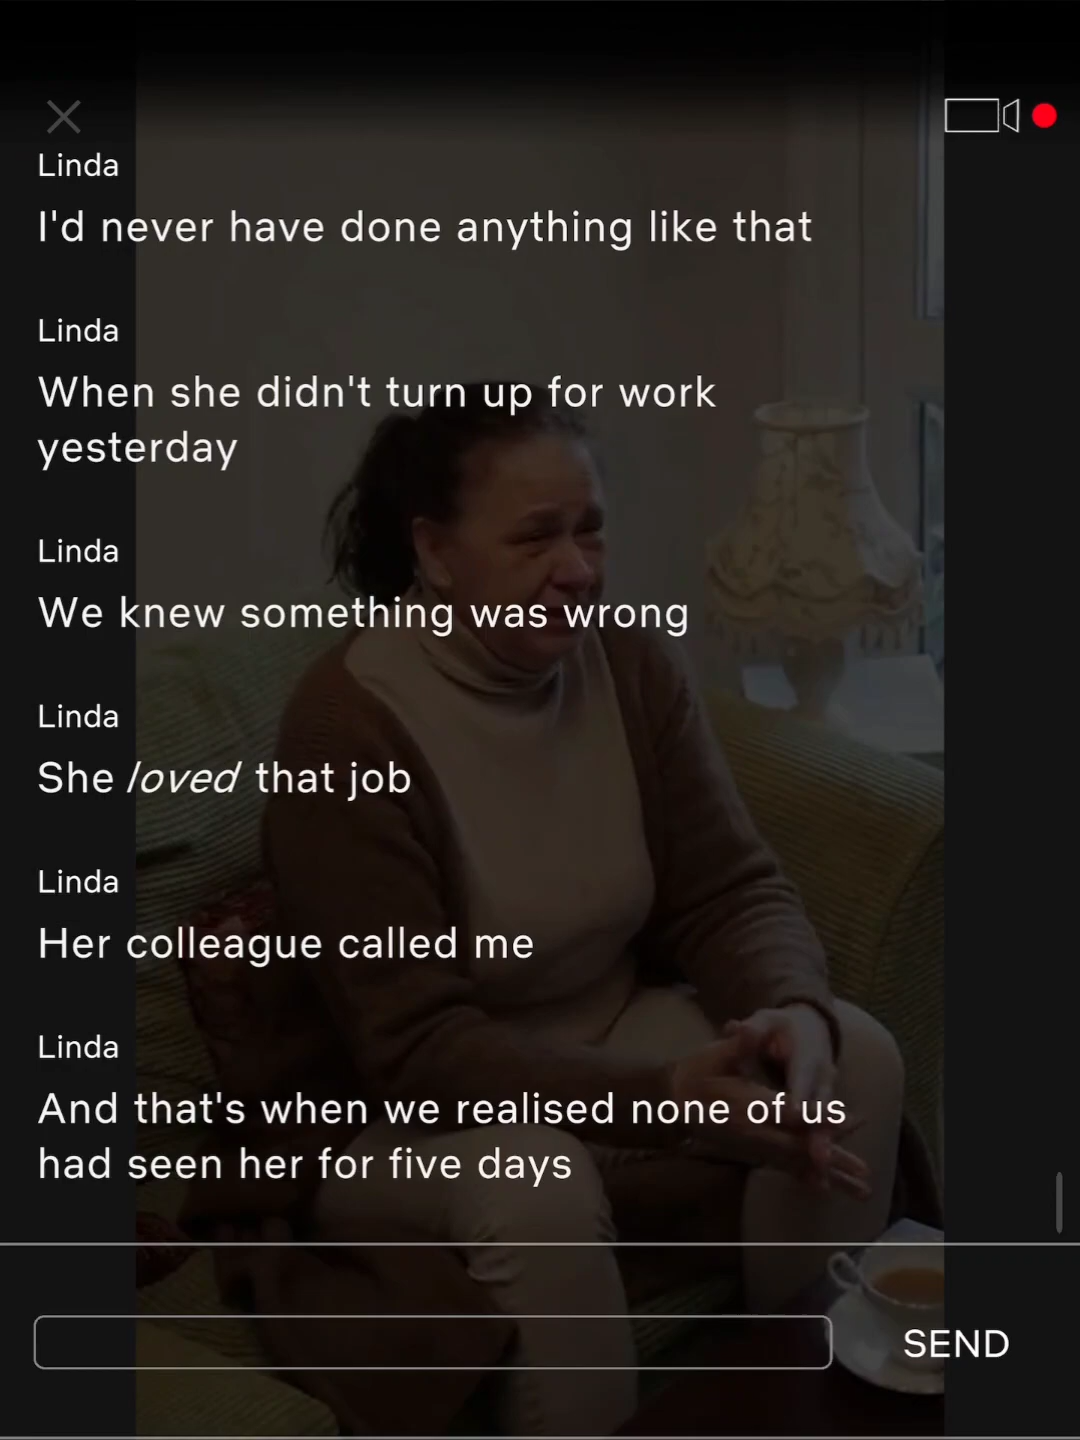 Linda
I'd never have done anything like that
Linda
When she didn't turn up for work
yesterday
Linda
We knew something was wrong
Linda
She loved that job
Linda
Her colleague called me
Linda
And that's when we realised none of us
had seen her for five days
SEND